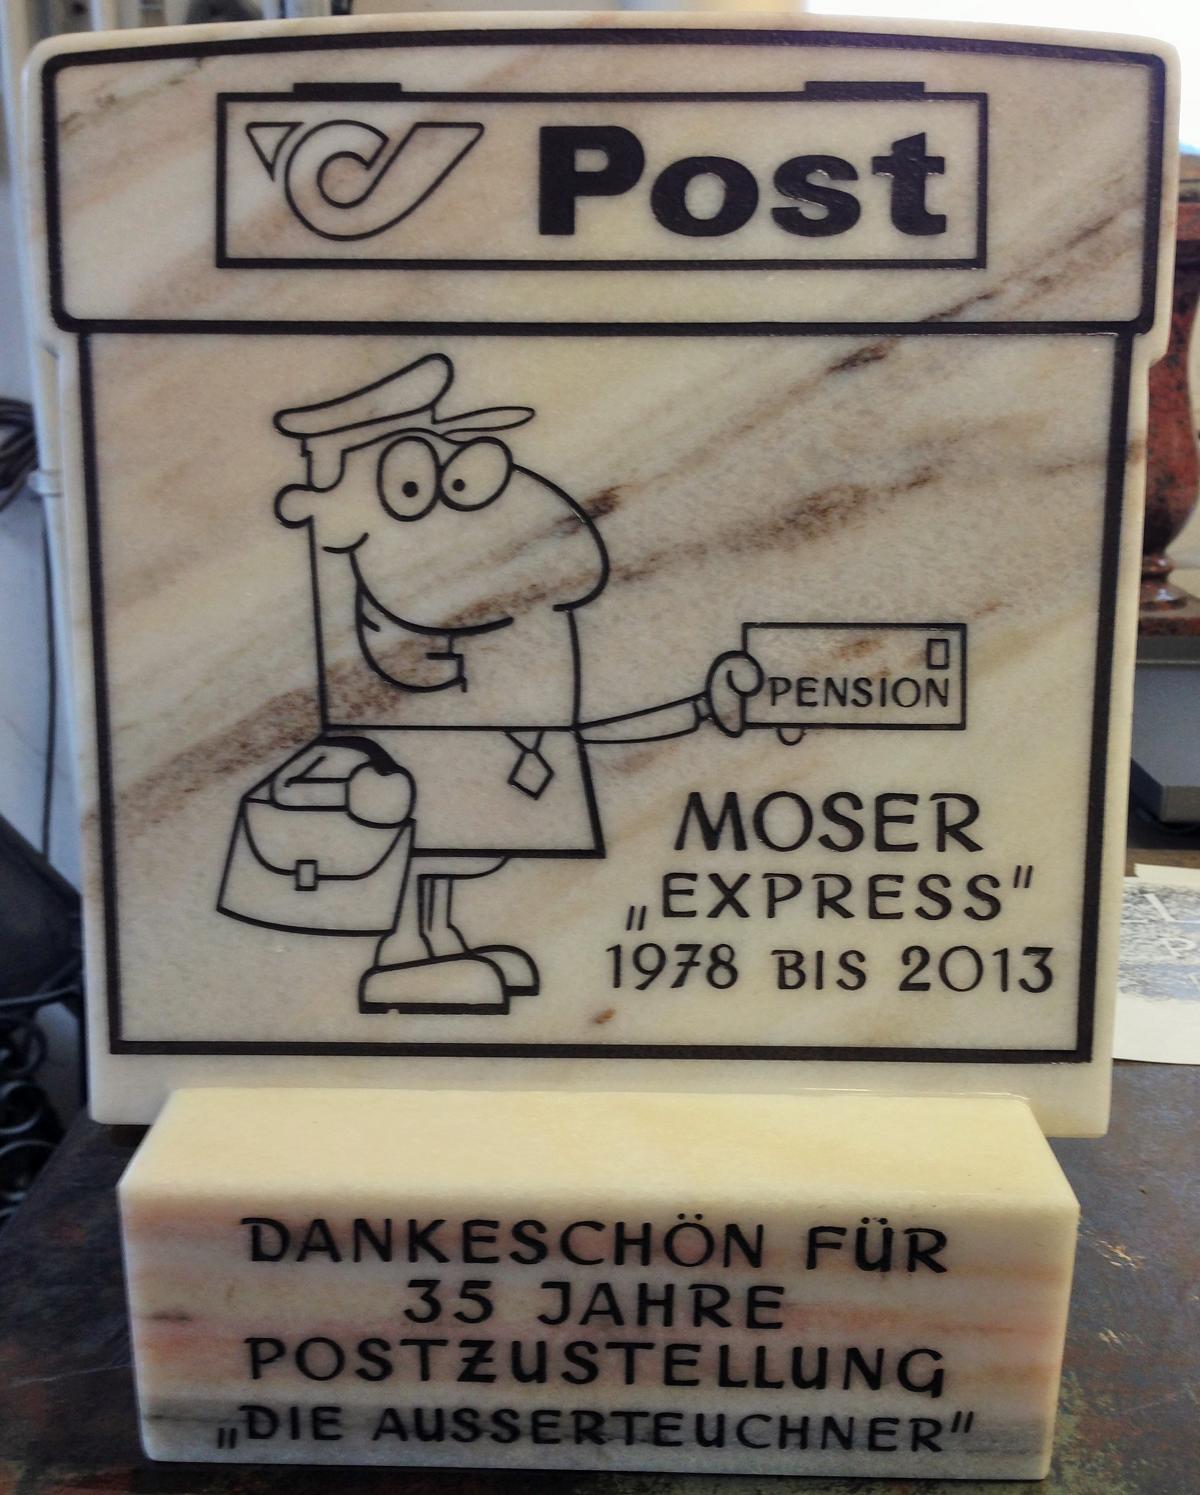 Post
PENSION
MOSER
„EXPRESS"
1978 BIS 2013
DANKESCHÖN FÜR
35 JAHRE
POSTZUSTELLUNG
„DIE AUSSERTEUCHNER"